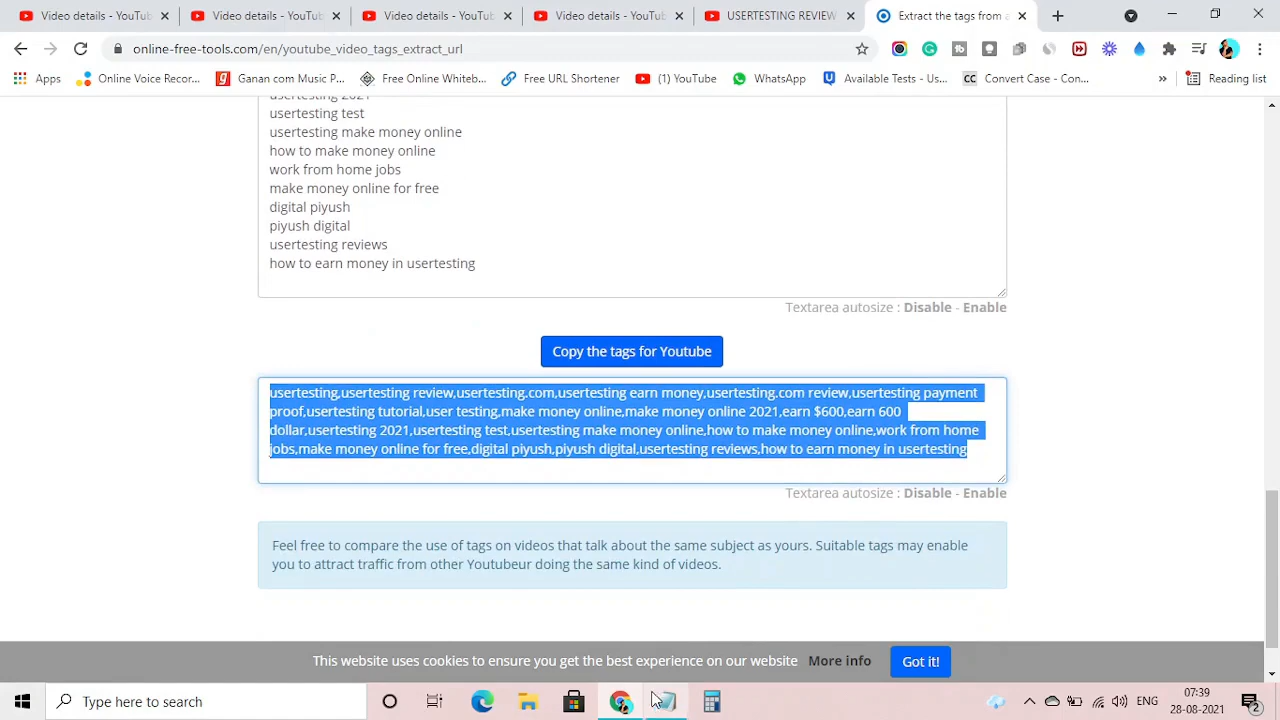 Video details - YouTu
Video details - YouTu
Video details - YouTu
Video details - YouTu
USERTESTING REVIEW
Extract the tags from a
online-free-tools.com/en/youtube_video_tags_extract_url
Apps
Online Voice Recor...
Ganan com Music P...
Free Online Whiteb...
Free URL Shortener
(1) YouTube
WhatsApp
Available Tests - Us...
CC
Convert Case - Con...
»
Reading list
usertesting 2021
usertesting test
usertesting make money online
how to make money online
work from home jobs
make money online for free
digital piyush
piyush digital
usertesting reviews
how to earn money in usertesting
Textarea autosize : Disable - Enable
Copy the tags for Youtube
usertesting,usertesting review,usertesting.com,usertesting earn money,usertesting.com review,usertesting payment
proof,usertesting tutorial,user testing,make money online,make money online 2021,earn $600,earn 600
dollar,usertesting 2021,usertesting test,usertesting make money online,how to make money online,work from home
jobs,make money online for free,digital piyush,piyush digital,usertesting reviews,how to earn money in usertesting
Textarea autosize : Disable - Enable
Feel free to compare the use of tags on videos that talk about the same subject as yours. Suitable tags may enable
you to attract traffic from other Youtubeur doing the same kind of videos.
This website uses cookies to ensure you get the best experience on our website More info
Got it!
Type here to search
ENG
07:39
28-08-2021
2